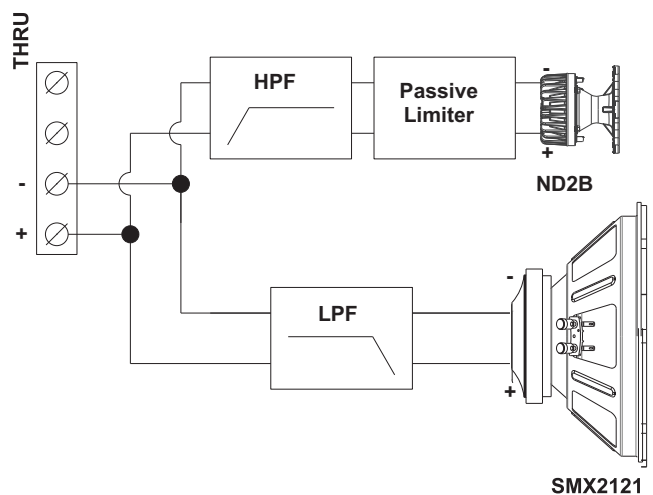 THRU
-
+
HPF
Passive
Limiter
-
+
ND2B
LPF
-
+
SMX2121